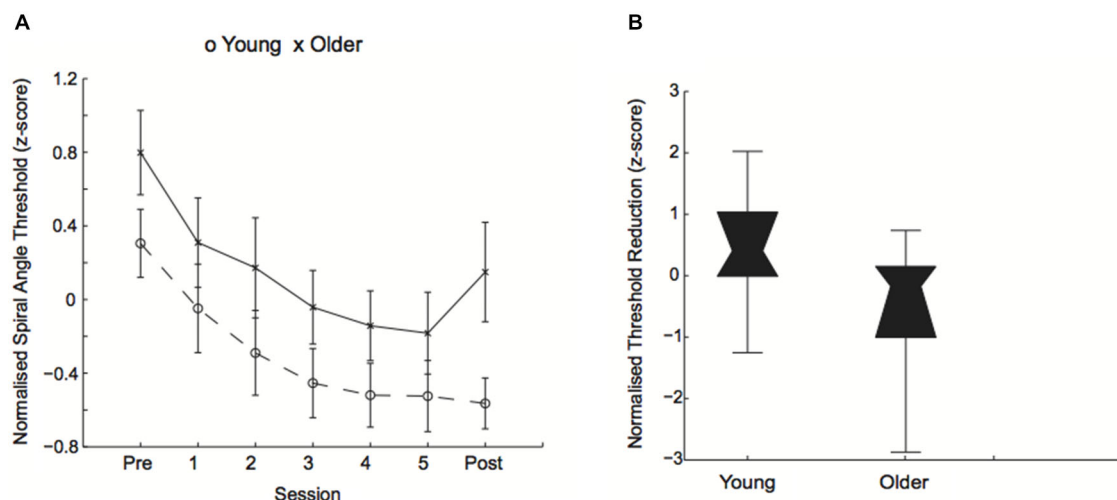 A
o Young x Older
Normalised Spiral Angle Threshold (z-score)
1.2
0.8
0.4
0
−0.4
−0.8
Pre 1 2 3 4 5 Post
Session
B
Normalised Threshold Reduction (z-score)
3
2
1
0
−1
−2
−3
Young Older